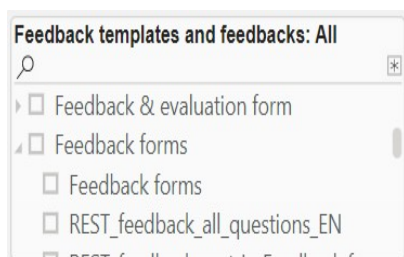 Feedback templates and feedbacks: All
Feedback & evaluation form
Feedback forms
Feedback forms
REST_feedback_all_questions_EN